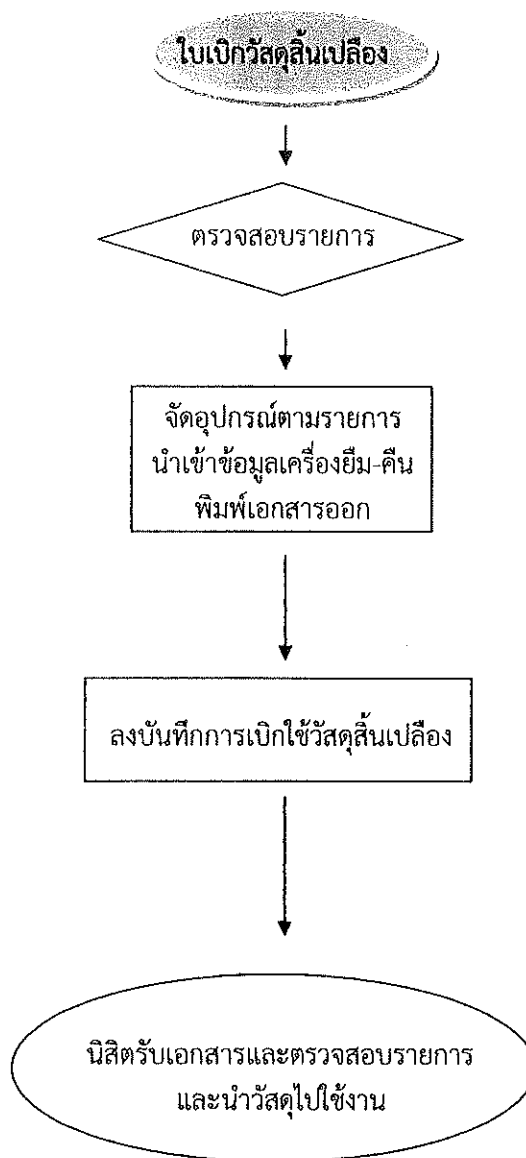 ใบเบิกวัสดุสิ้นเปลือง
ตรวจสอบรายการ
จัดอุปกรณ์ตามรายการ
นำเข้าข้อมูลเครื่องยืม-คืน
พิมพ์เอกสารออก
ลงบันทึกการเบิกใช้วัสดุสิ้นเปลือง
นิสิตรับเอกสารและตรวจสอบรายการ
และนำวัสดุไปใช้งาน